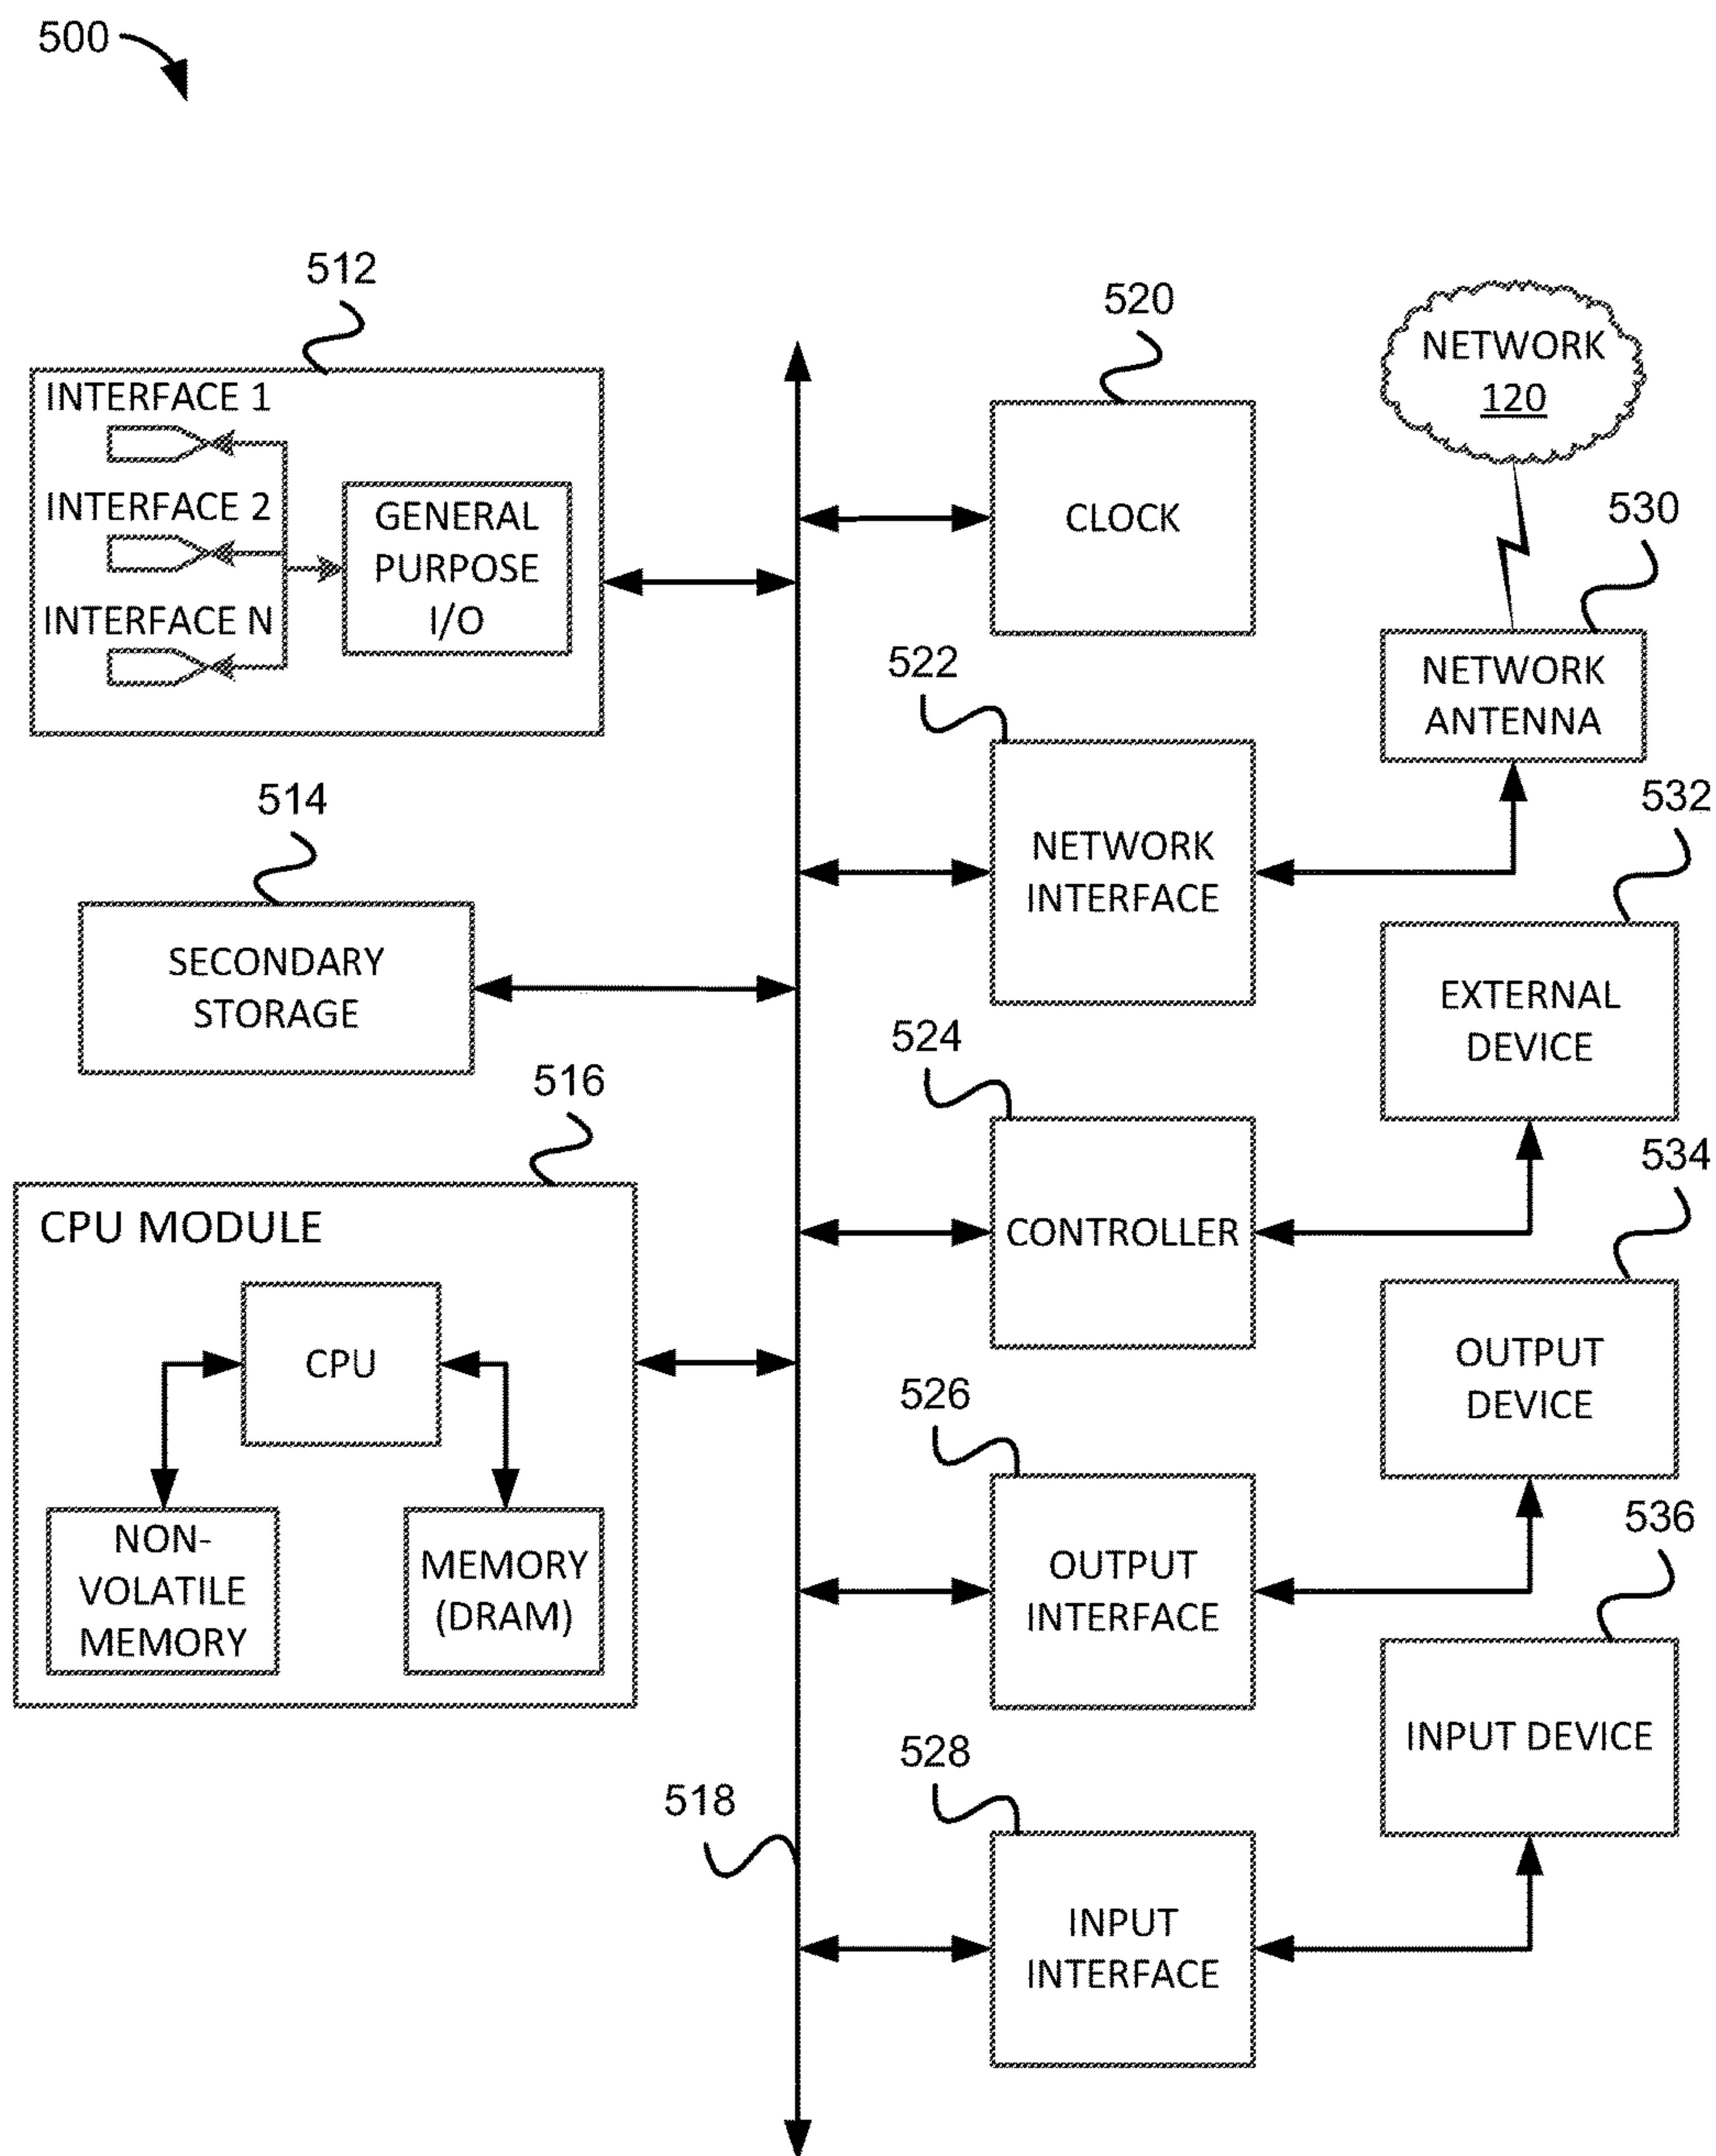 500
512
INTERFACE 1
INTERFACE 2
INTERFACE N
GENERAL
PURPOSE
I/O
514
SECONDARY
STORAGE
516
CPU MODULE
CPU
NON-
VOLATILE
MEMORY
MEMORY
(DRAM)
518
520
CLOCK
522
NETWORK
INTERFACE
524
CONTROLLER
526
OUTPUT
INTERFACE
528
INPUT
INTERFACE
NETWORK
120
530
NETWORK
ANTENNA
532
EXTERNAL
DEVICE
534
OUTPUT
DEVICE
536
INPUT DEVICE